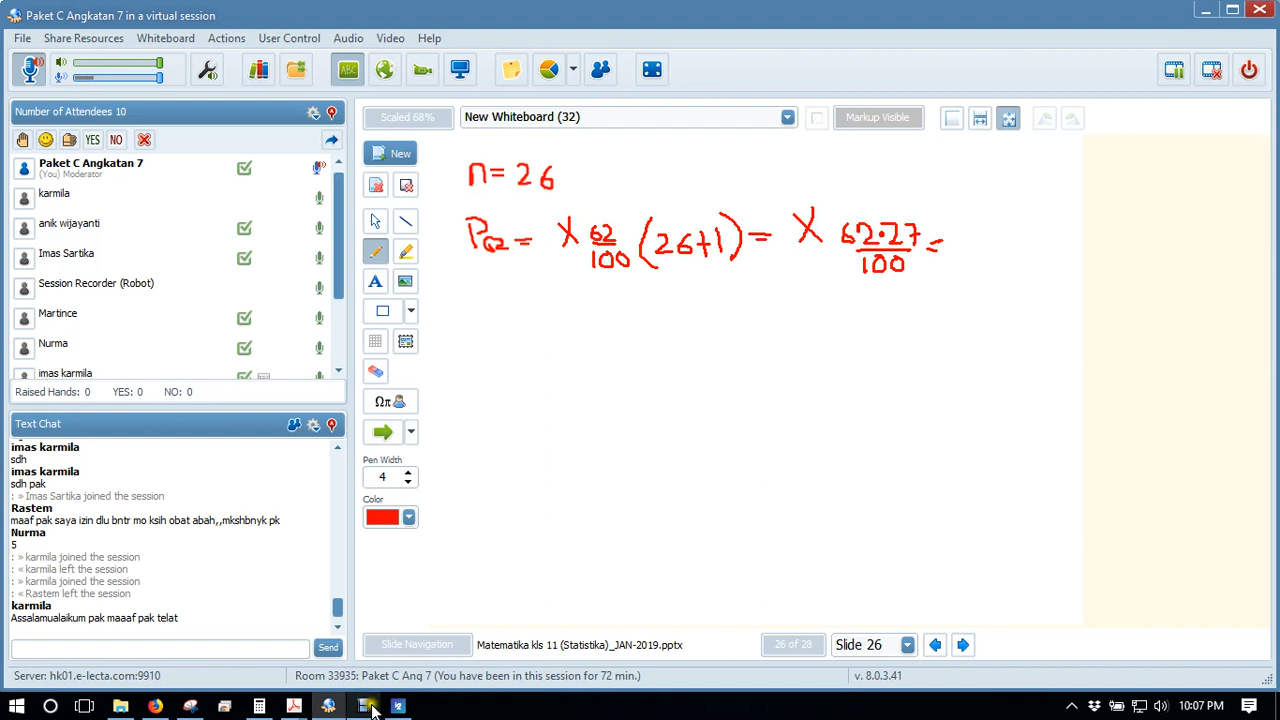 Paket C Angkatan 7 in a virtual session
File Share Resources Whiteboard Actions User Control Audio Video Help
Number of Attendees 10
YES NO
Paket C Angkatan 7
(You) Moderator
karmila
anik wijayanti
Imas Sartika
Session Recorder (Robot)
Martince
Nurma
imas karmila
Raised Hands: 0 YES: 0 NO: 0
Text Chat
imas karmila
sdh
imas karmila
sdh pak
: » Imas Sartika joined the session
Rastem
maaf pak saya izin dlu bntr mo ksih obat abah,,mkshbnyk pk
Nurma
5
: » karmila joined the session
: « karmila left the session
: » karmila joined the session
: « Rastem left the session
karmila
Assalamualaikum pak maaaf pak telat
Send
Scaled 68% New Whiteboard (32) Markup Visible
New
ABC
A
Ωπ
Pen Width
4
Color
n= 26
P62 = X 62/100 (26+1) = X 62·27/100 =
Slide Navigation Matematika kls 11 (Statistika)_JAN-2019.pptx 26 of 28 Slide 26
Server: hk01.e-lecta.com:9910 Room 33935: Paket C Ang 7 (You have been in this session for 72 min.) v. 8.0.3.41
10:07 PM